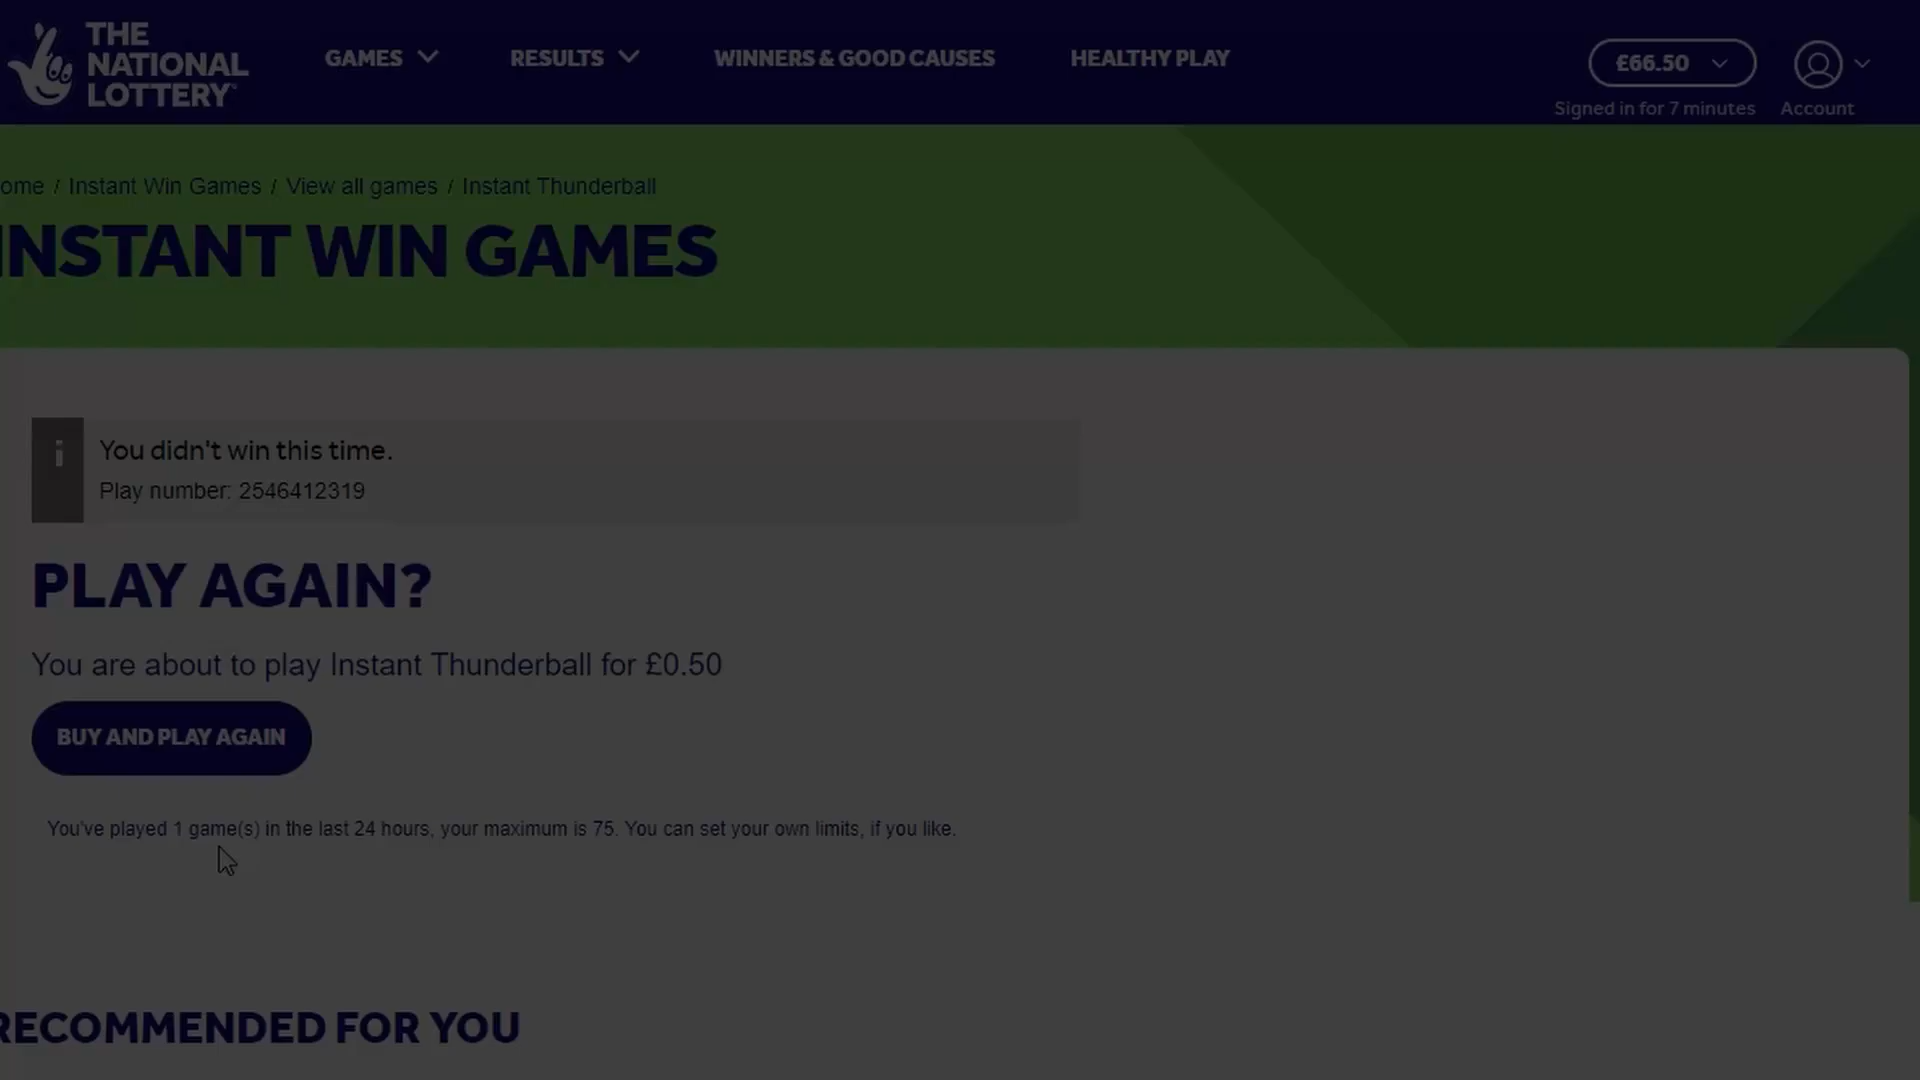 THE
NATIONAL
LOTTERY
GAMES
RESULTS
WINNERS & GOOD CAUSES
HEALTHY PLAY
£66.50
Signed in for 7 minutes
Account
ome / Instant Win Games / View all games / Instant Thunderball
INSTANT WIN GAMES
i
You didn't win this time.
Play number: 2546412319
PLAY AGAIN?
You are about to play Instant Thunderball for £0.50
BUY AND PLAY AGAIN
You've played 1 game(s) in the last 24 hours, your maximum is 75. You can set your own limits, if you like.
RECOMMENDED FOR YOU